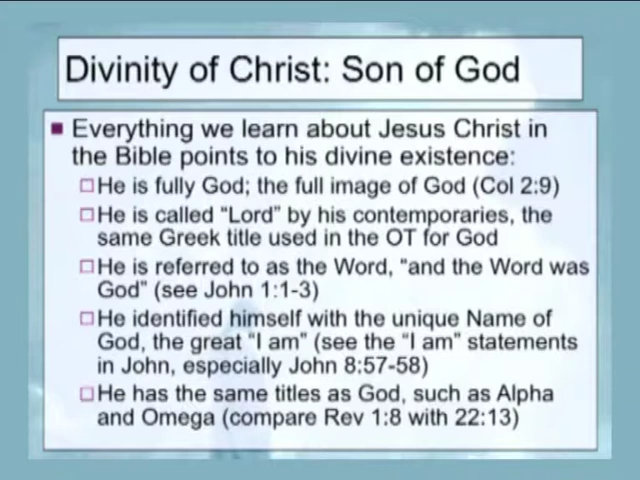 Divinity of Christ: Son of God
Everything we learn about Jesus Christ in
the Bible points to his divine existence:
He is fully God; the full image of God (Col 2:9)
He is called “Lord” by his contemporaries, the
same Greek title used in the OT for God
He is referred to as the Word, “and the Word was
God” (see John 1:1-3)
He identified himself with the unique Name of
God, the great “I am” (see the “I am” statements
in John, especially John 8:57-58)
He has the same titles as God, such as Alpha
and Omega (compare Rev 1:8 with 22:13)